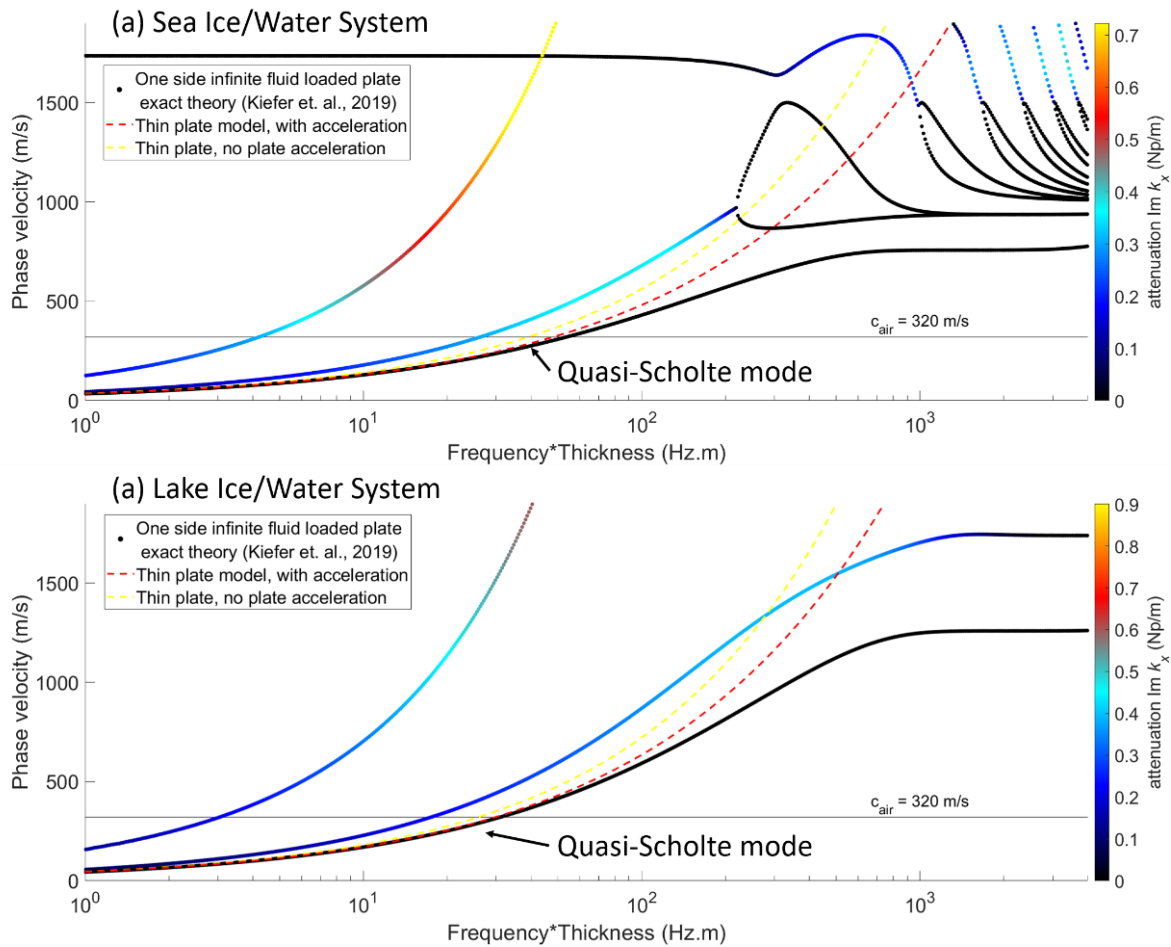 (a) Sea Ice/Water System
Phase velocity (m/s)
1500
1000
500
0
One side infinite fluid loaded plate
exact theory (Kiefer et. al., 2019)
Thin plate model, with acceleration
Thin plate, no plate acceleration
c_air = 320 m/s
Quasi-Scholte mode
10^0
10^1
10^2
10^3
Frequency*Thickness (Hz.m)
0.7
0.6
0.5
0.4
0.3
0.2
0.1
0
attenuation Im k_x (Np/m)
(a) Lake Ice/Water System
Phase velocity (m/s)
1500
1000
500
0
One side infinite fluid loaded plate
exact theory (Kiefer et. al., 2019)
Thin plate model, with acceleration
Thin plate, no plate acceleration
c_air = 320 m/s
Quasi-Scholte mode
10^0
10^1
10^2
10^3
Frequency*Thickness (Hz.m)
0.9
0.8
0.7
0.6
0.5
0.4
0.3
0.2
0.1
0
attenuation Im k_x (Np/m)